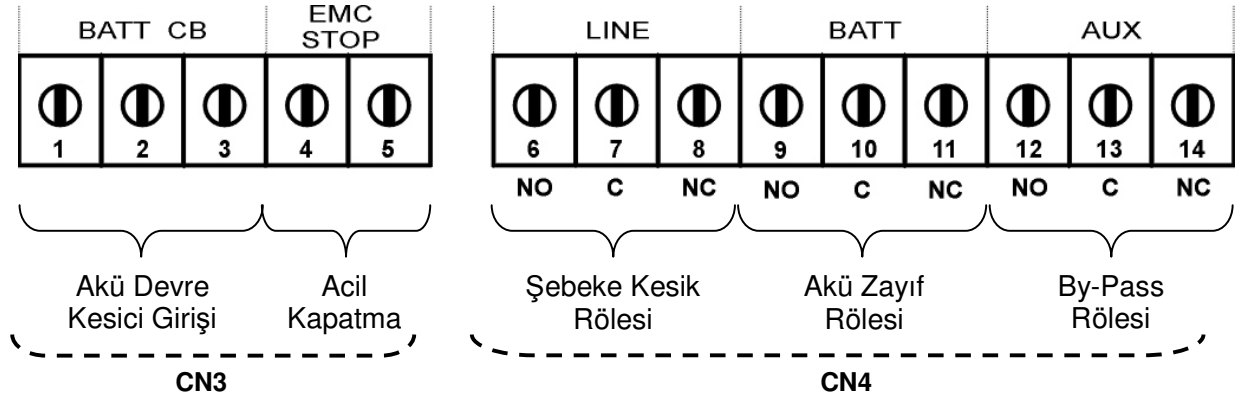 BATT CB
EMC
STOP
LINE
BATT
AUX
1 2 3 4 5
6 7 8 9 10 11 12 13 14
NO C NC NO C NC NO C NC
Akü Devre
Kesici Girişi
Acil
Kapatma
Şebeke Kesik
Rölesi
Akü Zayıf
Rölesi
By-Pass
Rölesi
CN3
CN4